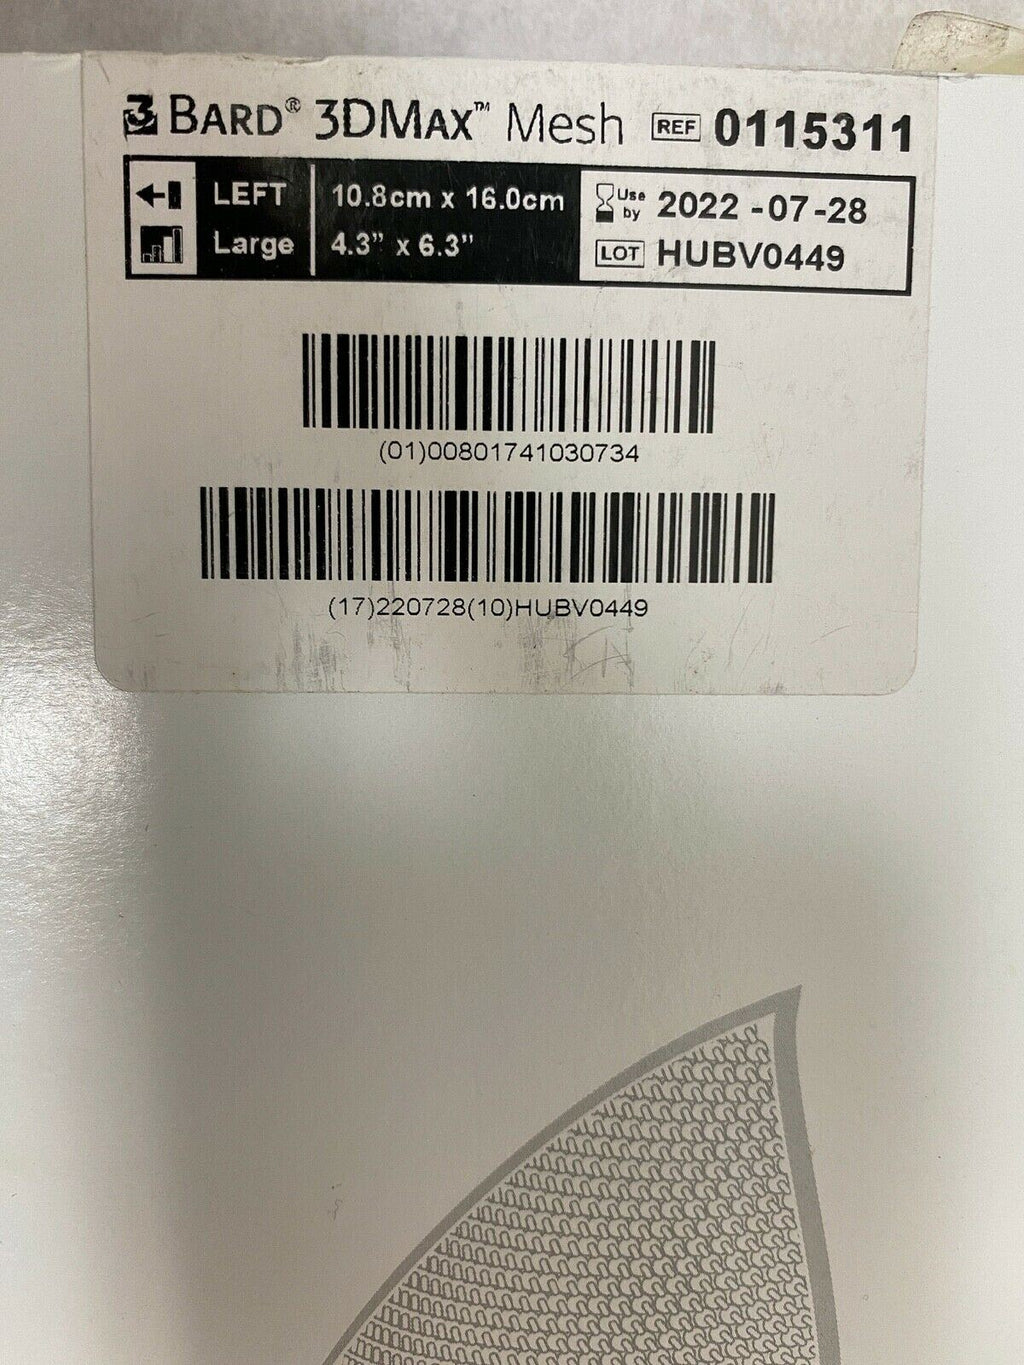 BARD® 3DMAX™ Mesh REF 0115311
LEFT 10.8cm x 16.0cm Use by 2022-07-28
Large 4.3” x 6.3” LOT HUBV0449
(01)00801741030734
(17)220728(10)HUBV0449